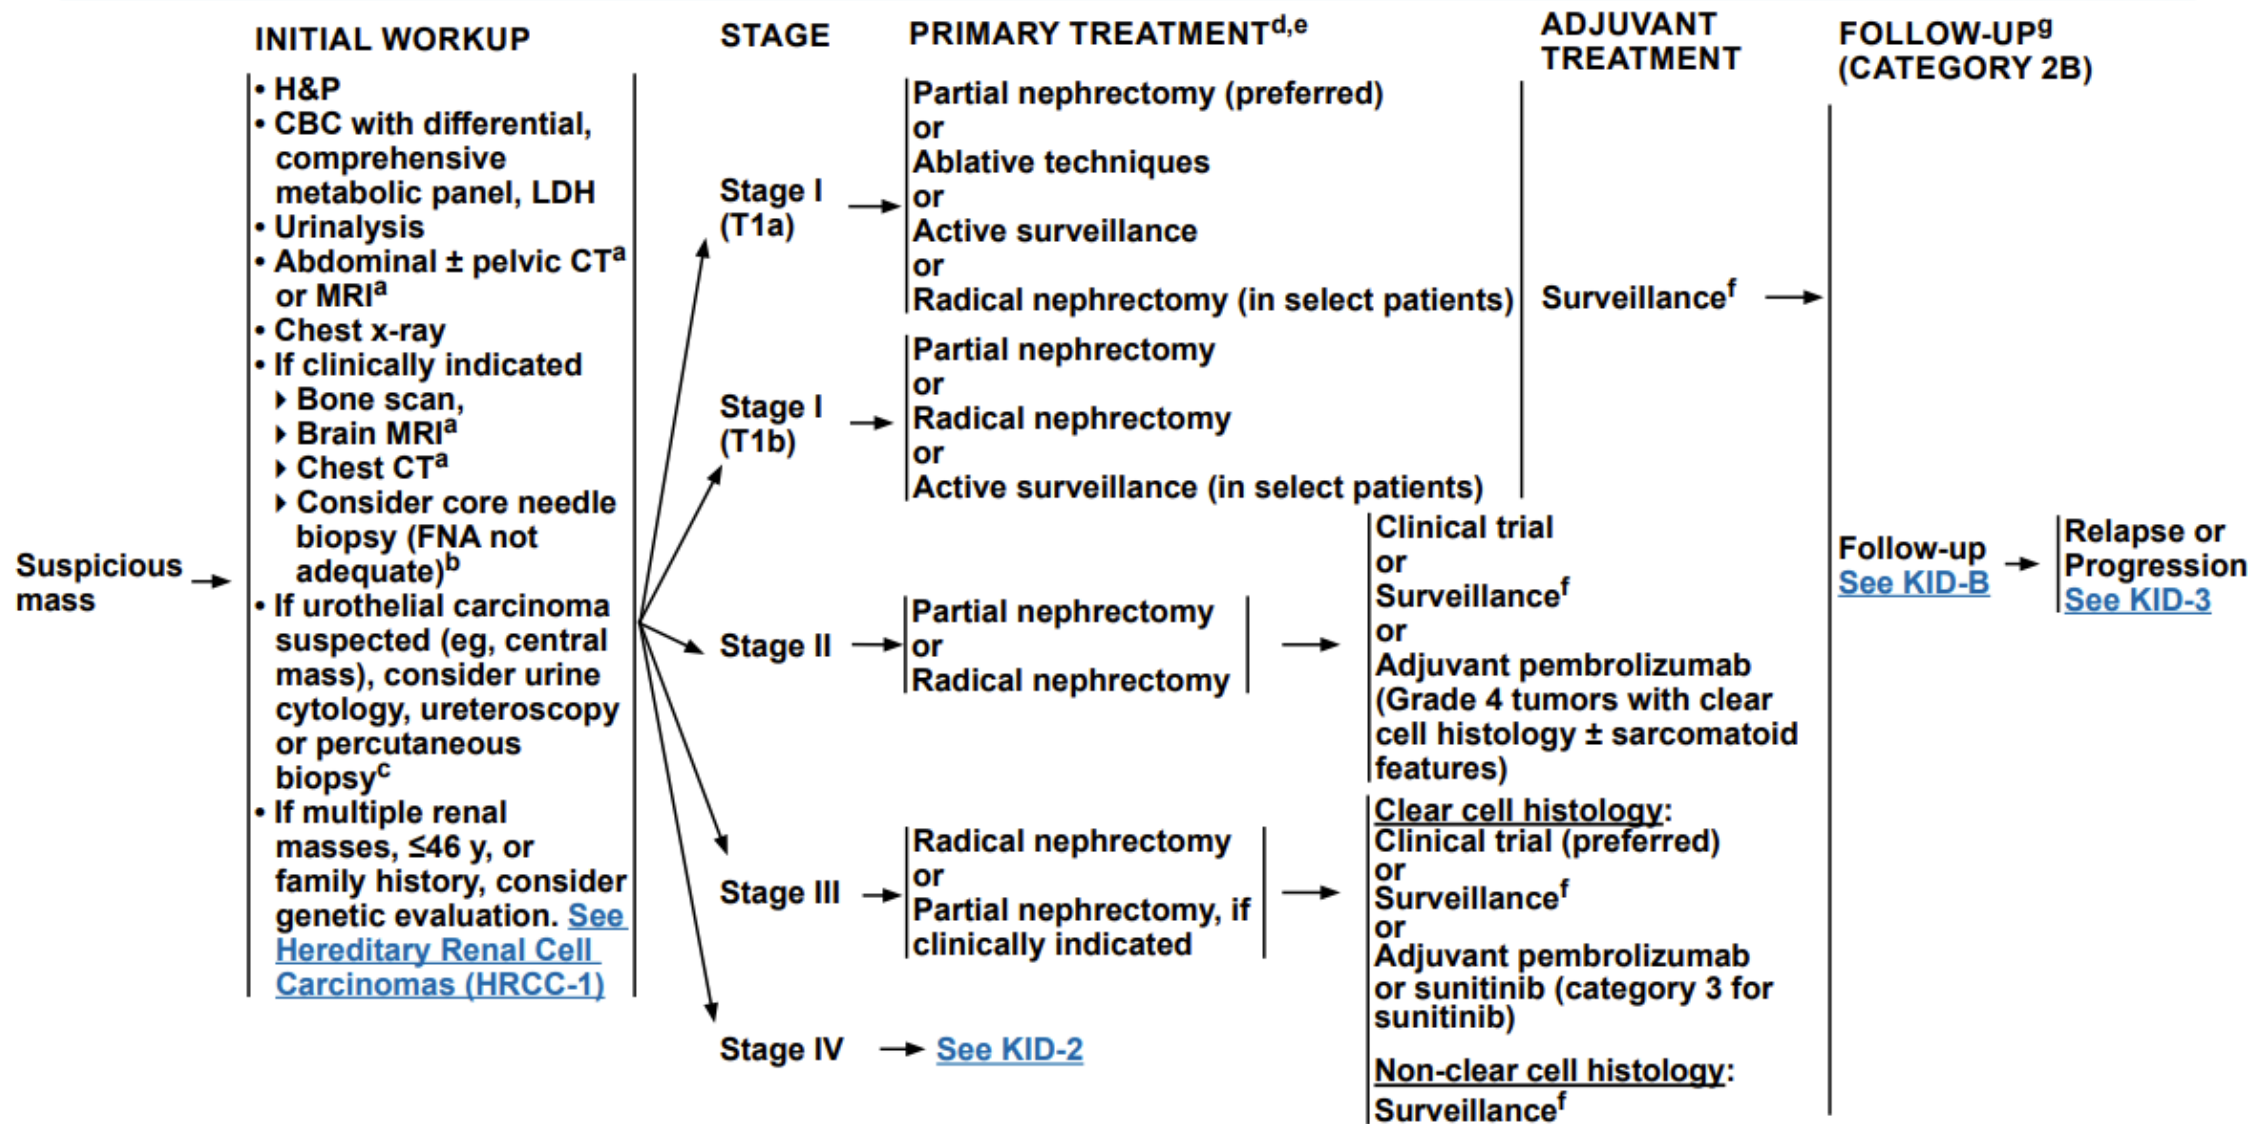 INITIAL WORKUP
STAGE
PRIMARY TREATMENTd,e
ADJUVANT
TREATMENT
FOLLOW-UPg
(CATEGORY 2B)
Suspicious
mass
• H&P
• CBC with differential,
comprehensive
metabolic panel, LDH
• Urinalysis
• Abdominal ± pelvic CTa
or MRIa
• Chest x-ray
• If clinically indicated
Bone scan,
Brain MRIa
Chest CTa
Consider core needle
biopsy (FNA not
adequate)b
• If urothelial carcinoma
suspected (eg, central
mass), consider urine
cytology, ureteroscopy
or percutaneous
biopsyc
• If multiple renal
masses, ≤46 y, or
family history, consider
genetic evaluation. See
Hereditary Renal Cell
Carcinomas (HRCC-1)
Stage I
(T1a)
Partial nephrectomy (preferred)
or
Ablative techniques
or
Active surveillance
or
Radical nephrectomy (in select patients)
Stage I
(T1b)
Partial nephrectomy
or
Radical nephrectomy
or
Active surveillance (in select patients)
Surveillancef
Stage II
Partial nephrectomy
or
Radical nephrectomy
Clinical trial
or
Surveillancef
or
Adjuvant pembrolizumab
(Grade 4 tumors with clear
cell histology ± sarcomatoid
features)
Stage III
Radical nephrectomy
or
Partial nephrectomy, if
clinically indicated
Clear cell histology:
Clinical trial (preferred)
or
Surveillancef
or
Adjuvant pembrolizumab
or sunitinib (category 3 for
sunitinib)
Non-clear cell histology:
Surveillancef
Stage IV
See KID-2
Follow-up
See KID-B
Relapse or
Progression
See KID-3